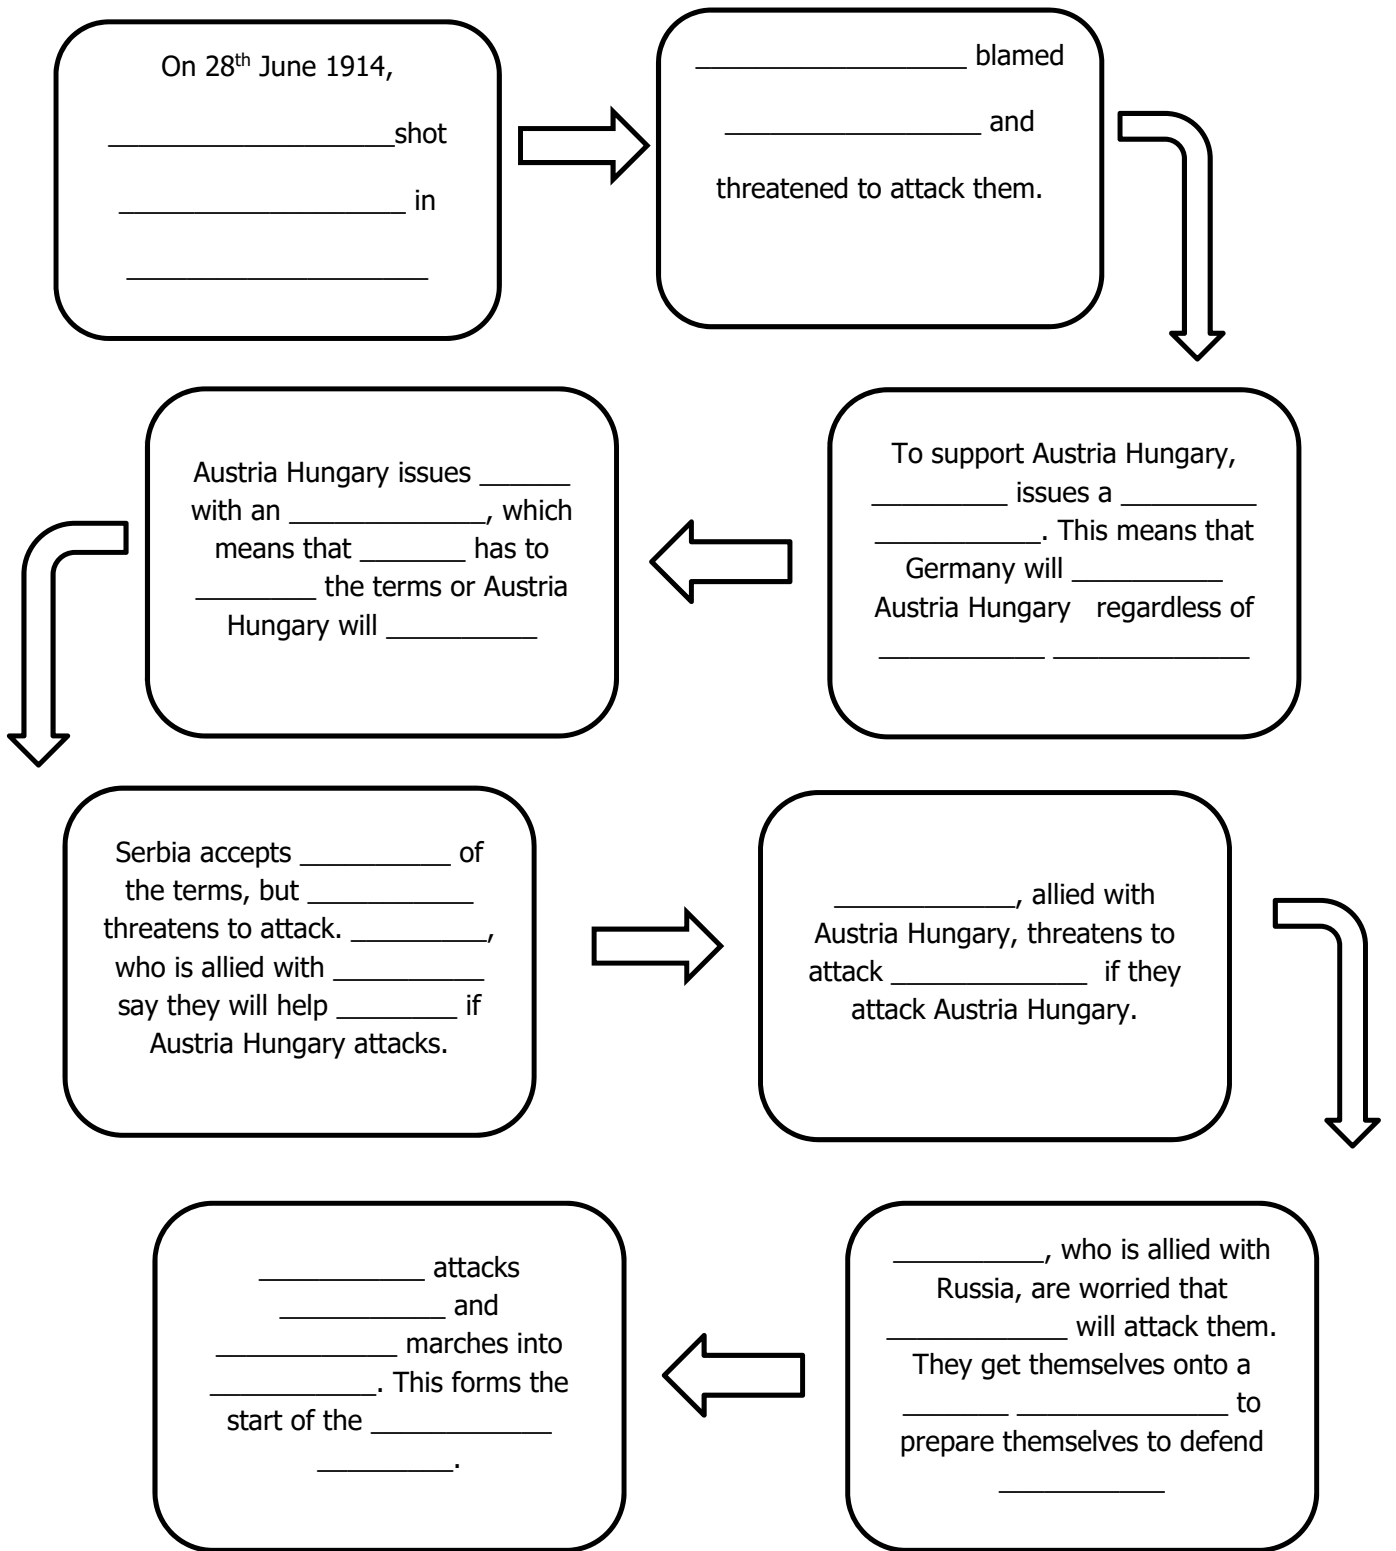 On 28th June 1914,
___________________shot
___________________ in
____________________
__________________ blamed
_________________ and
threatened to attack them.
To support Austria Hungary,
_________ issues a _________
___________. This means that
Germany will __________
Austria Hungary regardless of
___________ _____________
Austria Hungary issues ______
with an _____________, which
means that _______ has to
________ the terms or Austria
Hungary will __________
Serbia accepts __________ of
the terms, but ___________
threatens to attack. _________,
who is allied with __________
say they will help ________ if
Austria Hungary attacks.
____________, allied with
Austria Hungary, threatens to
attack _____________ if they
attack Austria Hungary.
__________, who is allied with
Russia, are worried that
____________ will attack them.
They get themselves onto a
_______ ______________ to
prepare themselves to defend
___________
___________ attacks
___________ and
____________ marches into
___________. This forms the
start of the ____________
_________.